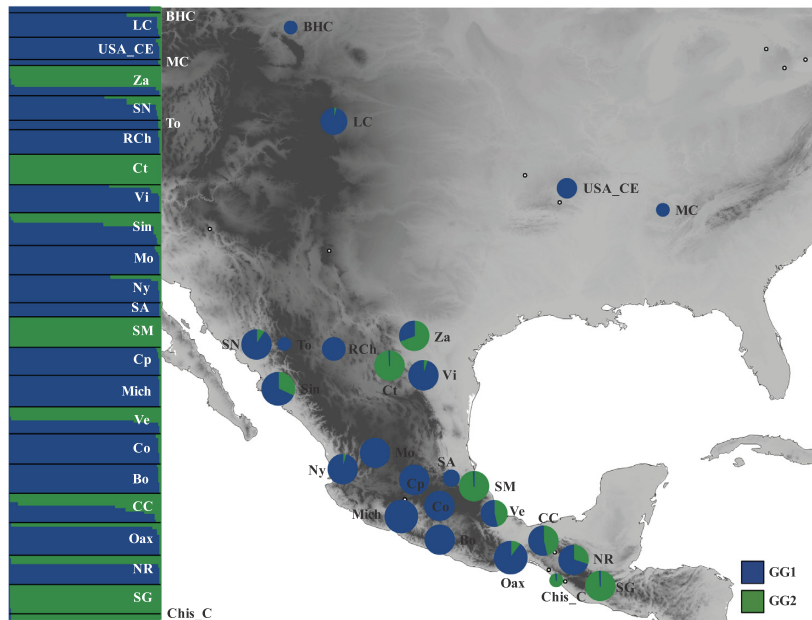 BHC
LC
USA_CE
MC
Za
SN
To
RCh
Ct
Vi
Sin
Mo
Ny
SA
SM
Cp
Mich
Ve
Co
Bo
CC
Oax
NR
SG
Chis_C
BHC
LC
USA_CE
MC
Za
SN
To
RCh
Ct
Vi
Sin
Mo
Ny
SA
Cp
SM
Mich
Co
Ve
Bo
CC
Oax
NR
Chis_C
SG
GG1
GG2